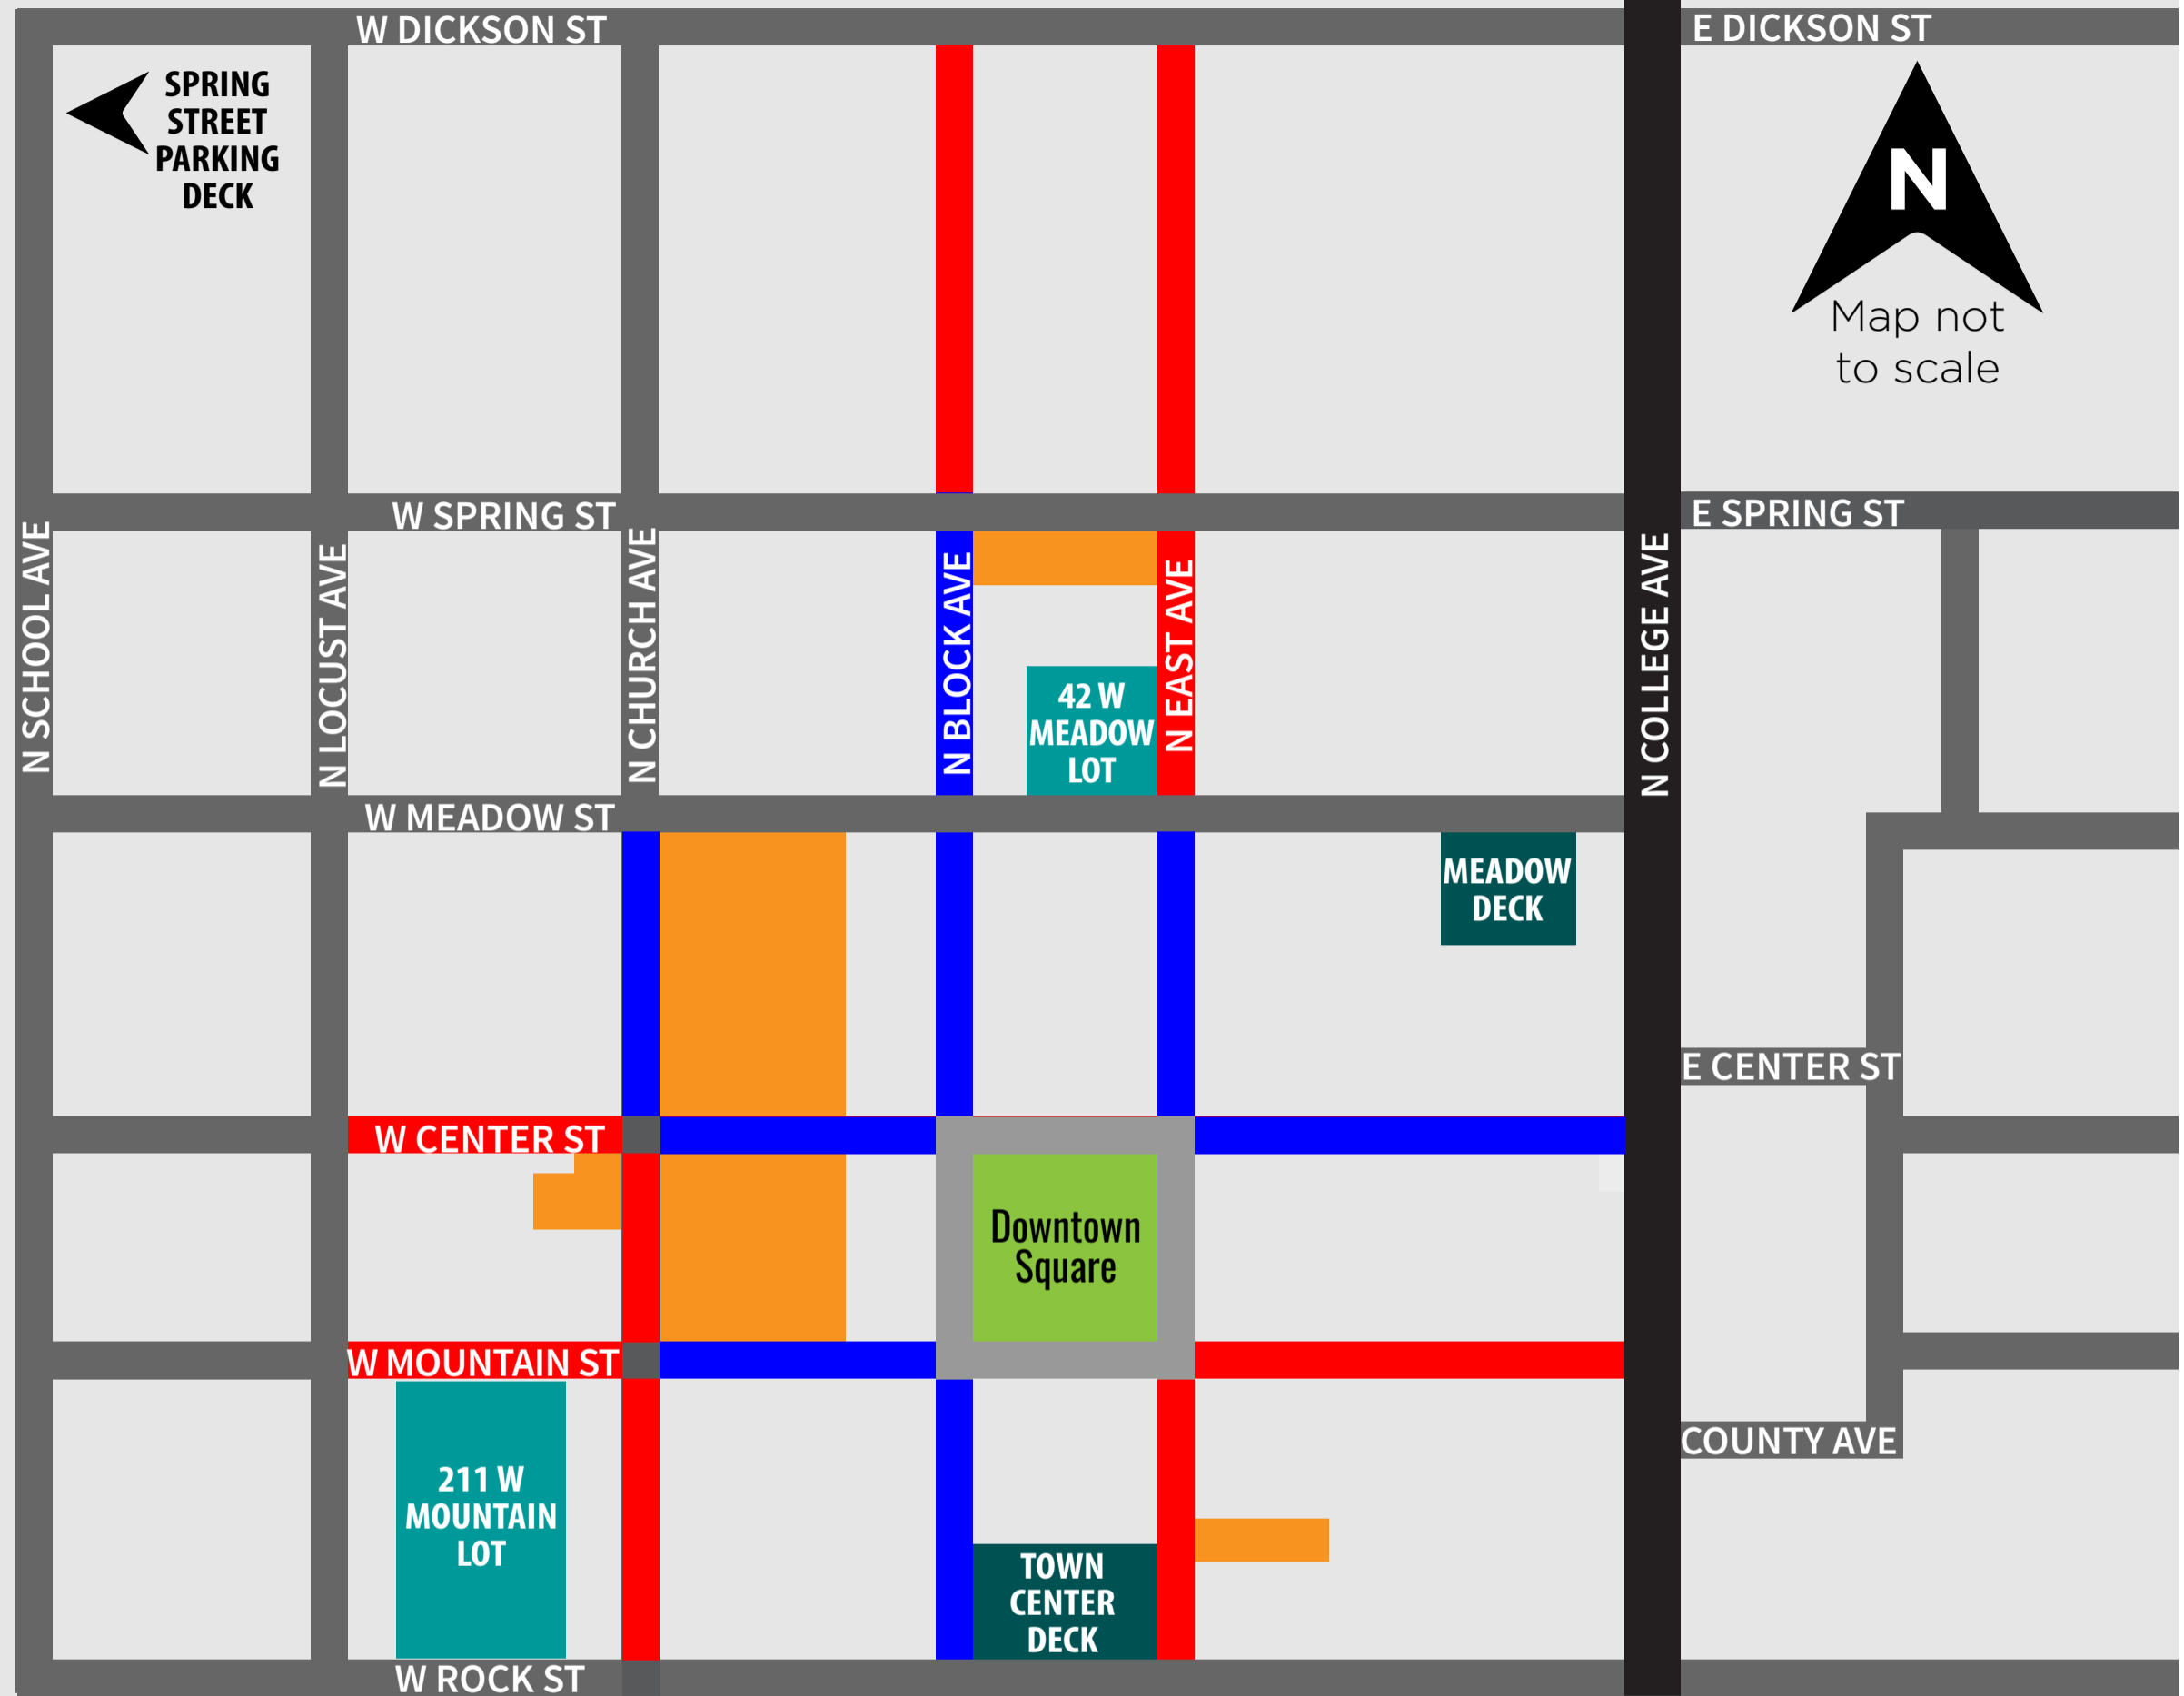 W DICKSON ST
E DICKSON ST
SPRING
STREET
PARKING
DECK
N
Map not
to scale
W SPRING ST
E SPRING ST
N SCHOOL AVE
N LOCUST AVE
N CHURCH AVE
N BLOCK AVE
N EAST AVE
N COLLEGE AVE
42 W
MEADOW
LOT
W MEADOW ST
MEADOW
DECK
E CENTER ST
W CENTER ST
Downtown
Square
W MOUNTAIN ST
COUNTY AVE
211 W
MOUNTAIN
LOT
TOWN
CENTER
DECK
W ROCK ST